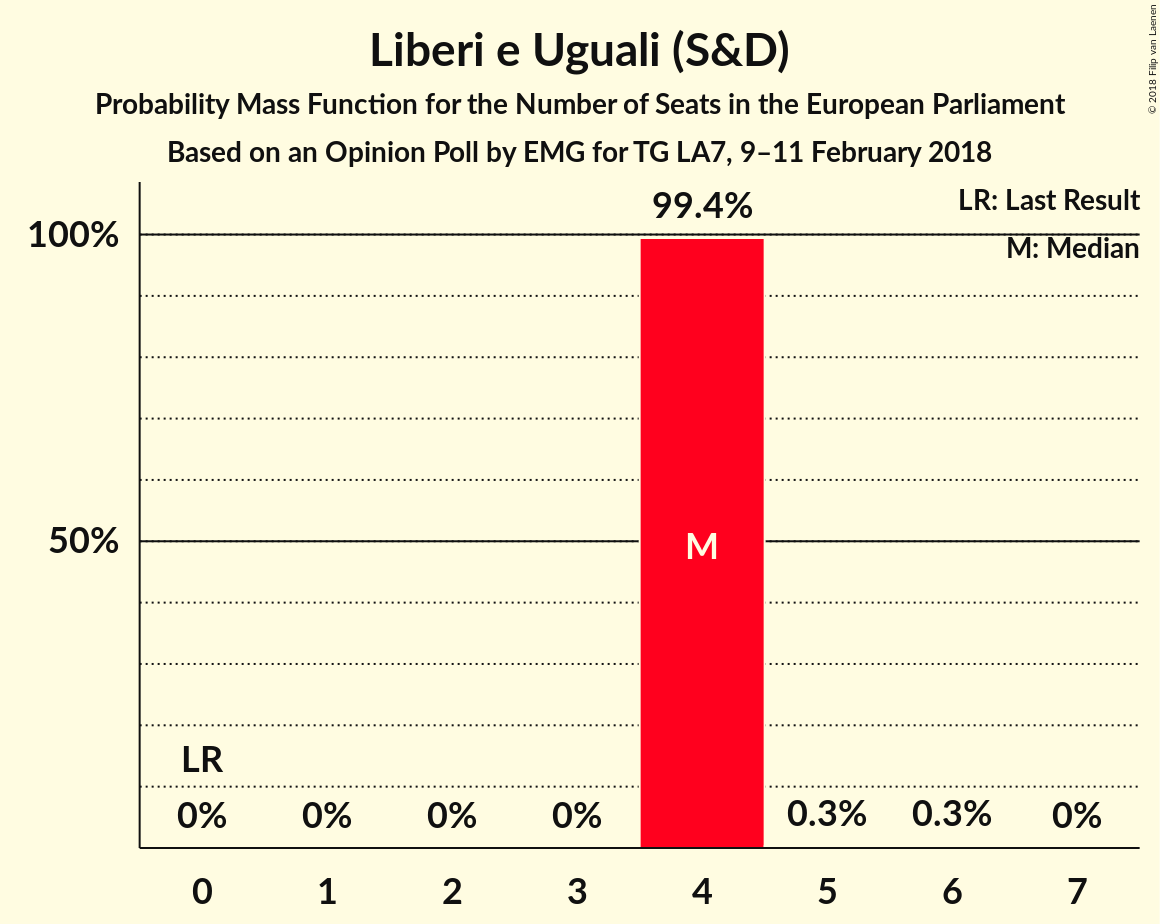 Liberi e Uguali (S&D)
Probability Mass Function for the Number of Seats in the European Parliament
Based on an Opinion Poll by EMG for TG LA7, 9–11 February 2018
© 2018 Filip van Laenen
LR: Last Result
M: Median
100%
50%
99.4%
M
LR
0%
0%
0%
0%
0.3%
0.3%
0%
0
1
2
3
4
5
6
7